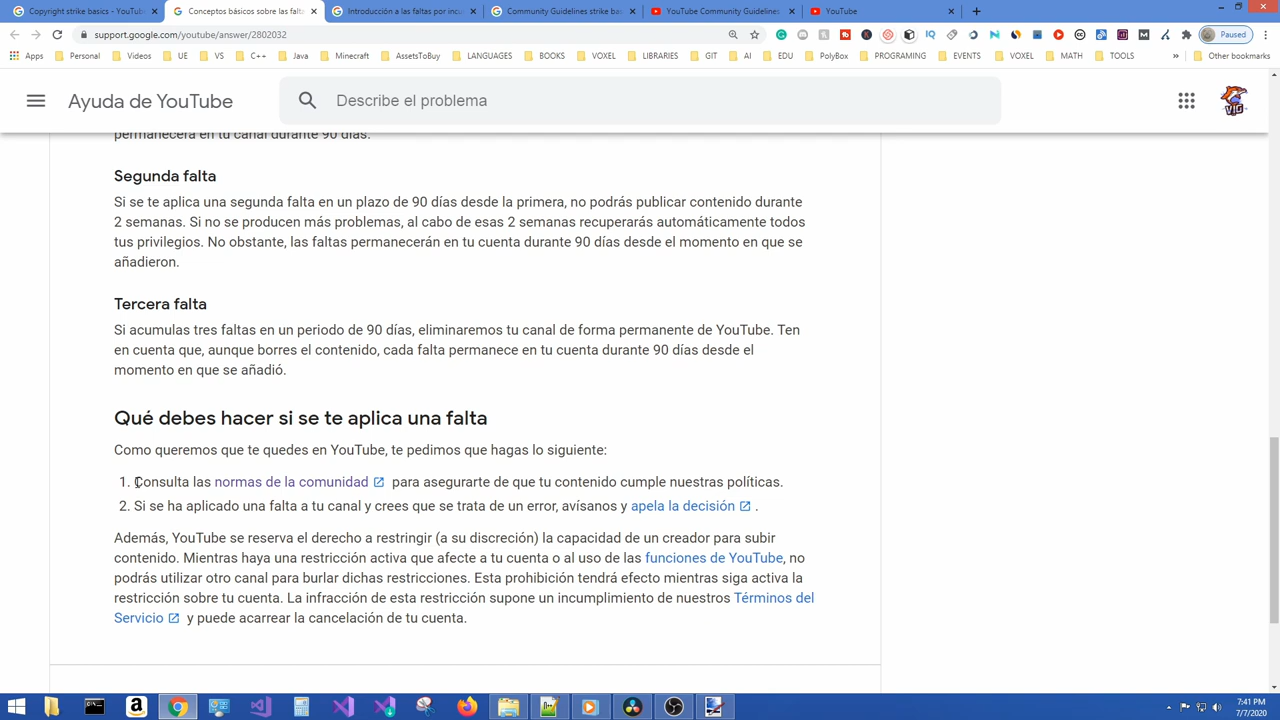 Copyright strike basics - YouTub
Conceptos básicos sobre las falta
Introducción a las faltas por incu
Community Guidelines strike bas
YouTube Community Guidelines
YouTube
support.google.com/youtube/answer/2802032
Paused
Apps
Personal
Videos
UE
VS
C++
Java
Minecraft
AssetsToBuy
LANGUAGES
BOOKS
VOXEL
LIBRARIES
GIT
AI
EDU
PolyBox
PROGRAMING
EVENTS
VOXEL
MATH
TOOLS
»
Other bookmarks
Ayuda de YouTube
Describe el problema
permanecerá en tu canal durante 90 días.
Segunda falta
Si se te aplica una segunda falta en un plazo de 90 días desde la primera, no podrás publicar contenido durante
2 semanas. Si no se producen más problemas, al cabo de esas 2 semanas recuperarás automáticamente todos
tus privilegios. No obstante, las faltas permanecerán en tu cuenta durante 90 días desde el momento en que se
añadieron.
Tercera falta
Si acumulas tres faltas en un periodo de 90 días, eliminaremos tu canal de forma permanente de YouTube. Ten
en cuenta que, aunque borres el contenido, cada falta permanece en tu cuenta durante 90 días desde el
momento en que se añadió.
Qué debes hacer si se te aplica una falta
Como queremos que te quedes en YouTube, te pedimos que hagas lo siguiente:
1. Consulta las normas de la comunidad para asegurarte de que tu contenido cumple nuestras políticas.
2. Si se ha aplicado una falta a tu canal y crees que se trata de un error, avísanos y apela la decisión .
Además, YouTube se reserva el derecho a restringir (a su discreción) la capacidad de un creador para subir
contenido. Mientras haya una restricción activa que afecte a tu cuenta o al uso de las funciones de YouTube, no
podrás utilizar otro canal para burlar dichas restricciones. Esta prohibición tendrá efecto mientras siga activa la
restricción sobre tu cuenta. La infracción de esta restricción supone un incumplimiento de nuestros Términos del
Servicio y puede acarrear la cancelación de tu cuenta.
7:41 PM
7/7/2020